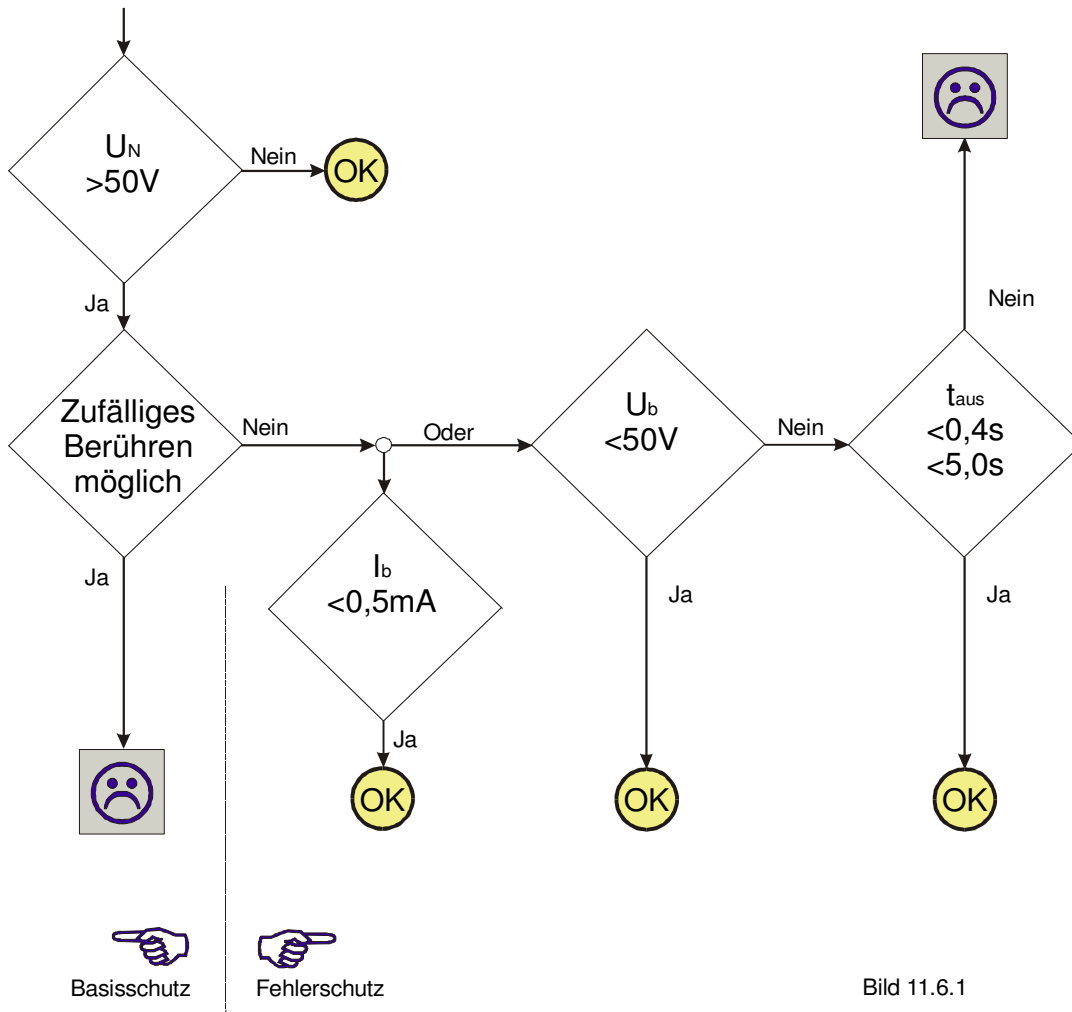 UN
>50V
Nein
OK
Ja
Nein
Zufälliges
Berühren
möglich
Nein
Oder
Ub
<50V
Nein
taus
<0,4s
<5,0s
Ja
Ib
<0,5mA
Ja
Ja
Ja
OK
OK
OK
Basisschutz
Fehlerschutz
Bild 11.6.1